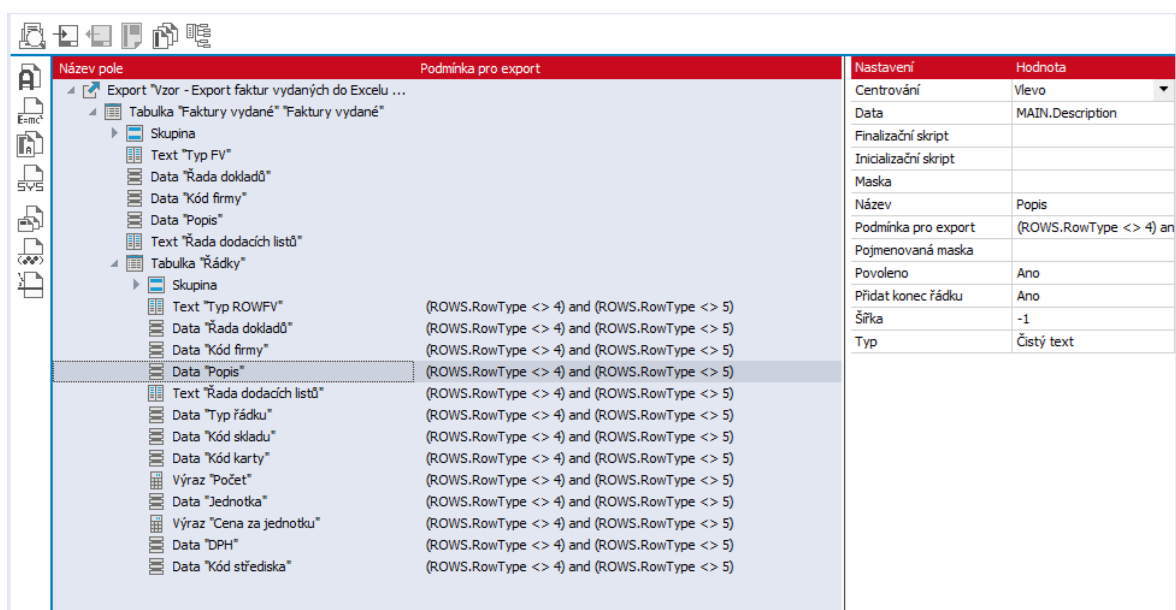 Název pole Podmínka pro export
Export "Vzor - Export faktur vydaných do Excelu ...
Tabulka "Faktury vydané" "Faktury vydané"
Skupina
Text "Typ FV"
Data "Řada dokladů"
Data "Kód firmy"
Data "Popis"
Text "Řada dodacích listů"
Tabulka "Řádky"
Skupina
Text "Typ ROWFV" (ROWS.RowType <> 4) and (ROWS.RowType <> 5)
Data "Řada dokladů" (ROWS.RowType <> 4) and (ROWS.RowType <> 5)
Data "Kód firmy" (ROWS.RowType <> 4) and (ROWS.RowType <> 5)
Data "Popis" (ROWS.RowType <> 4) and (ROWS.RowType <> 5)
Text "Řada dodacích listů" (ROWS.RowType <> 4) and (ROWS.RowType <> 5)
Data "Typ řádku" (ROWS.RowType <> 4) and (ROWS.RowType <> 5)
Data "Kód skladu" (ROWS.RowType <> 4) and (ROWS.RowType <> 5)
Data "Kód karty" (ROWS.RowType <> 4) and (ROWS.RowType <> 5)
Výraz "Počet" (ROWS.RowType <> 4) and (ROWS.RowType <> 5)
Data "Jednotka" (ROWS.RowType <> 4) and (ROWS.RowType <> 5)
Výraz "Cena za jednotku" (ROWS.RowType <> 4) and (ROWS.RowType <> 5)
Data "DPH" (ROWS.RowType <> 4) and (ROWS.RowType <> 5)
Data "Kód střediska" (ROWS.RowType <> 4) and (ROWS.RowType <> 5)
Nastavení Hodnota
Centrování Vlevo
Data MAIN.Description
Finalizační skript
Inicializační skript
Maska
Název Popis
Podmínka pro export (ROWS.RowType <> 4) an
Pojmenovaná maska
Povoleno Ano
Přidat konec řádku Ano
Šířka -1
Typ Čistý text
E=mc²
SYS